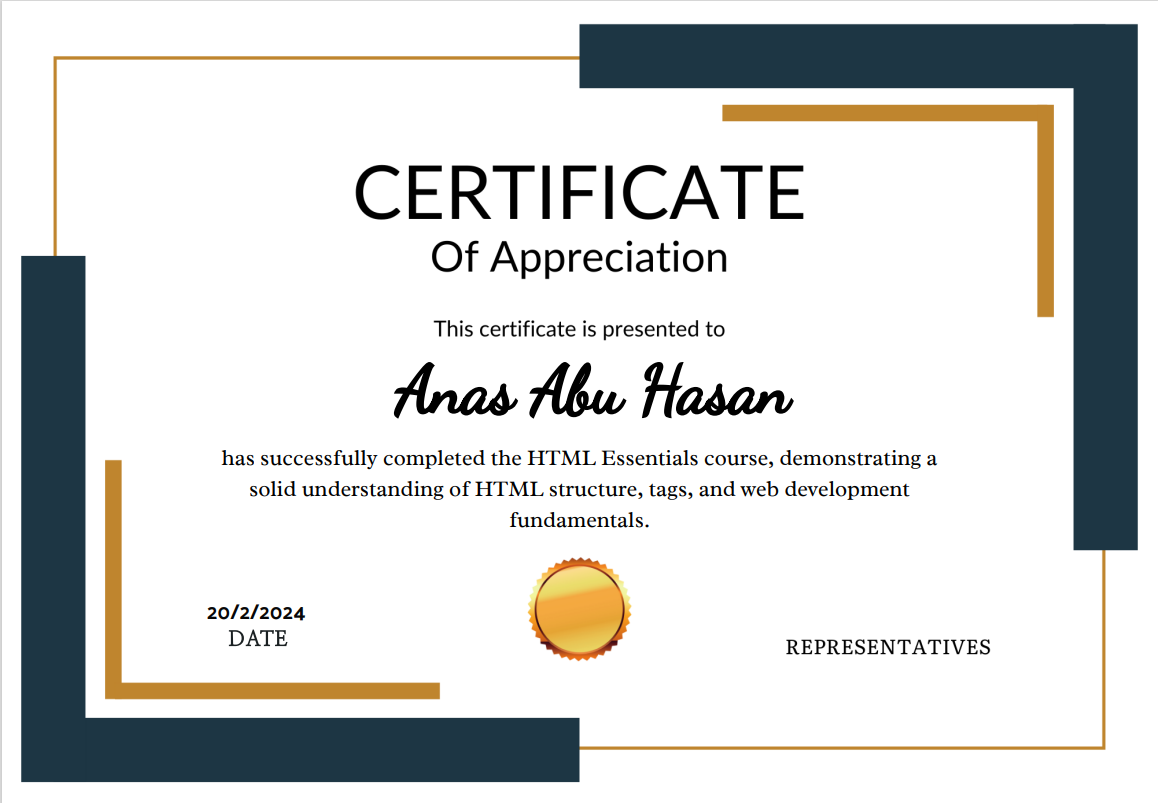 CERTIFICATE
Of Appreciation
This certificate is presented to
Anas Abu Hasan
has successfully completed the HTML Essentials course, demonstrating a
solid understanding of HTML structure, tags, and web development
fundamentals.
20/2/2024
DATE
REPRESENTATIVES